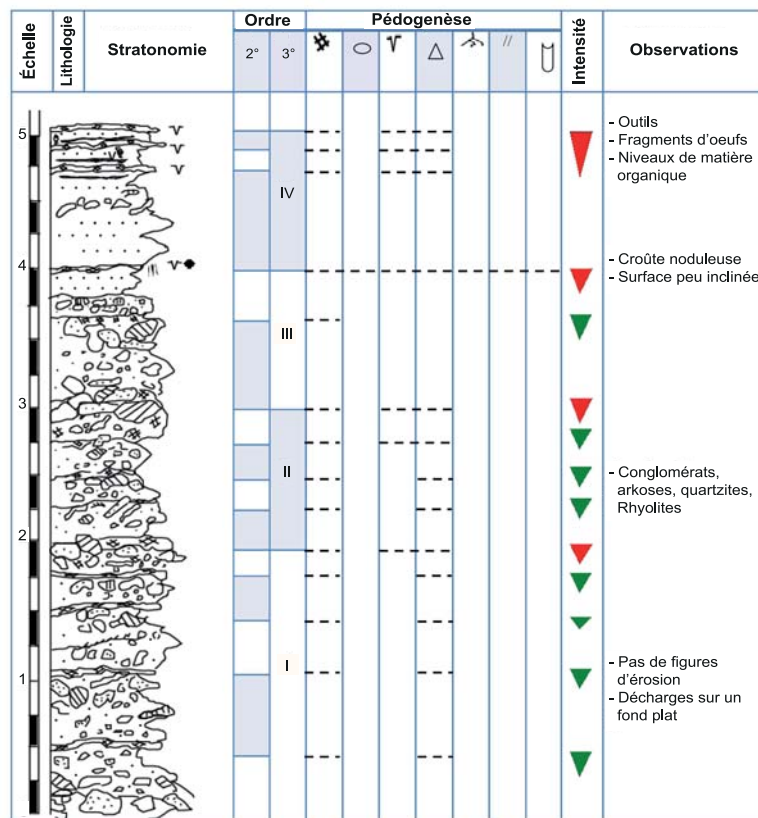 Échelle
Lithologie
Stratonomie
Ordre
2°
3°
Pédogenèse
Intensité
Observations
5
4
3
2
1
IV
III
II
I
- Outils
- Fragments d'oeufs
- Niveaux de matière
organique
Croûte noduleuse
- Surface peu inclinée
- Conglomérats,
arkoses, quartzites,
Rhyolites
- Pas de figures
d'érosion
- Décharges sur un
fond plat